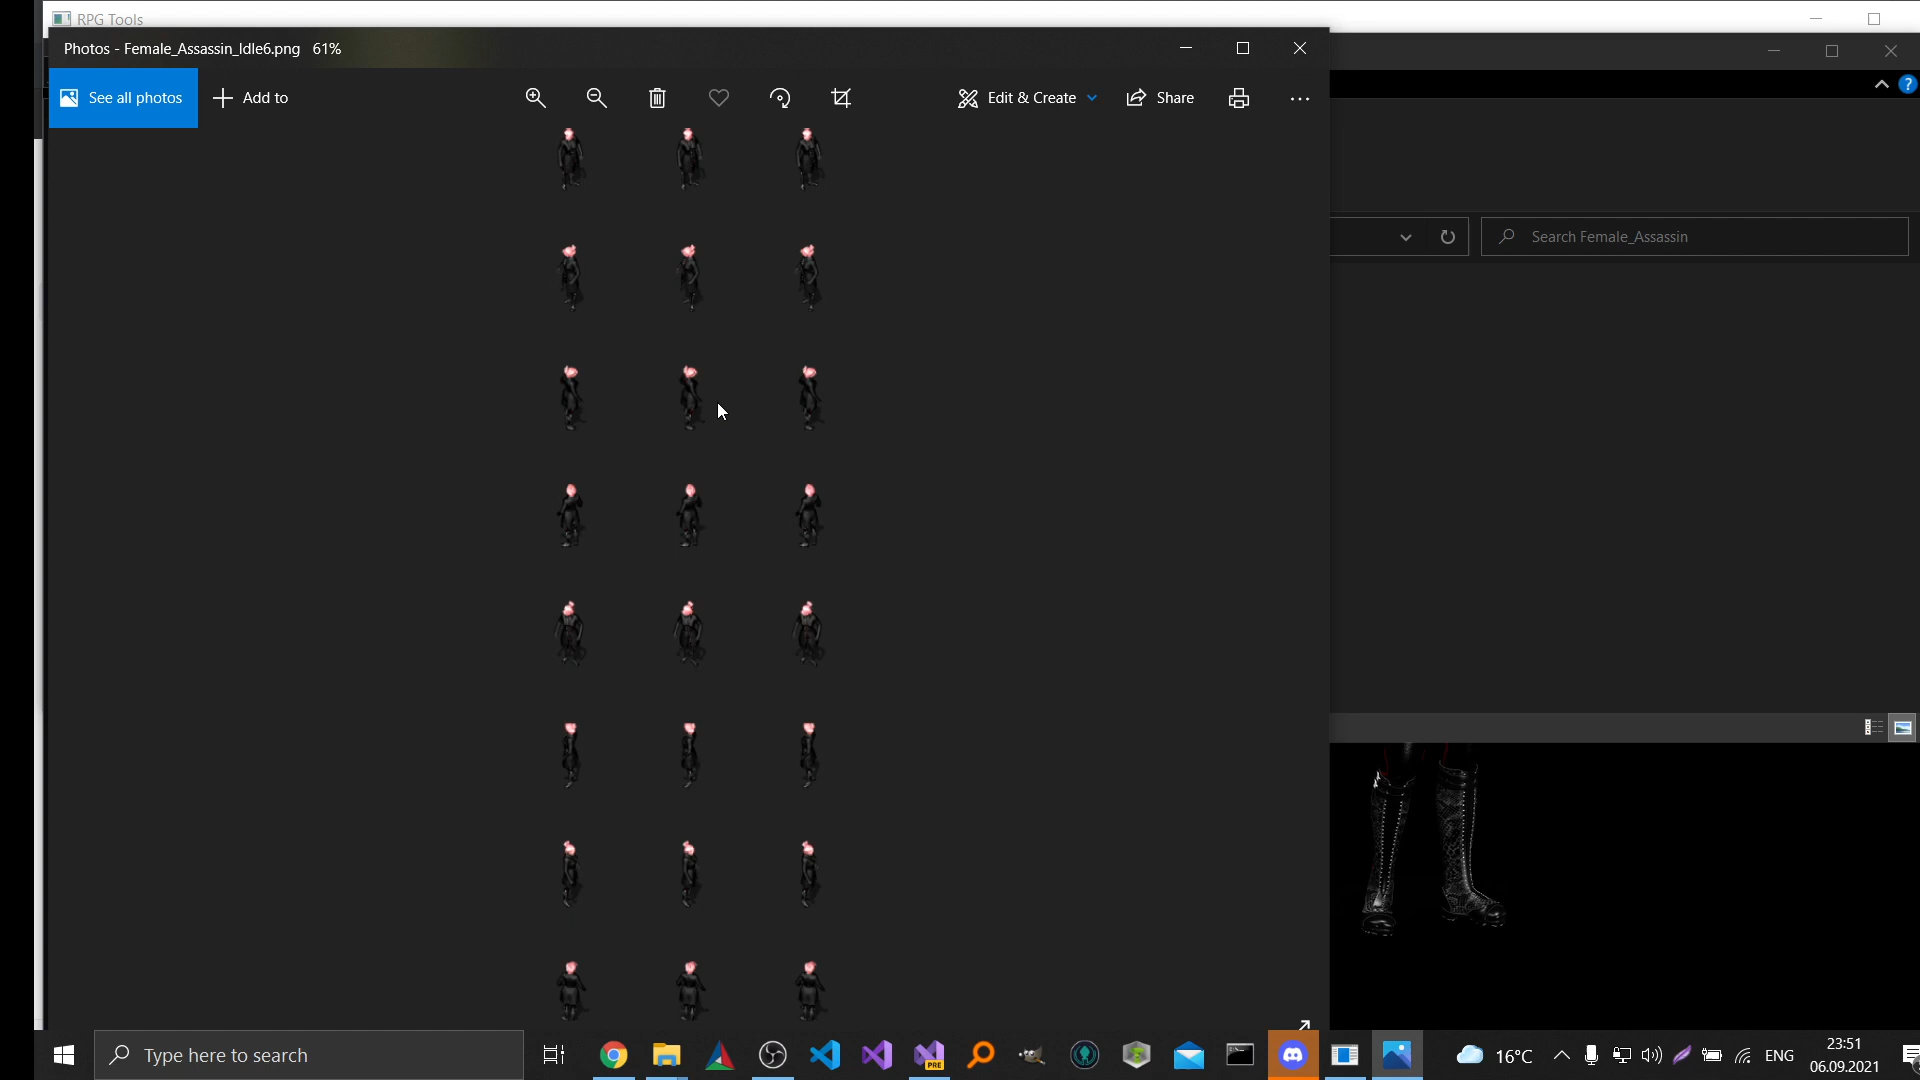 RPG Tools
Photos - Female_Assassin_Idle6.png 61%
See all photos
Add to
Edit & Create
Share
?
Search Female_Assassin
Type here to search
PRE
16°C
ENG
23:51
06.09.2021